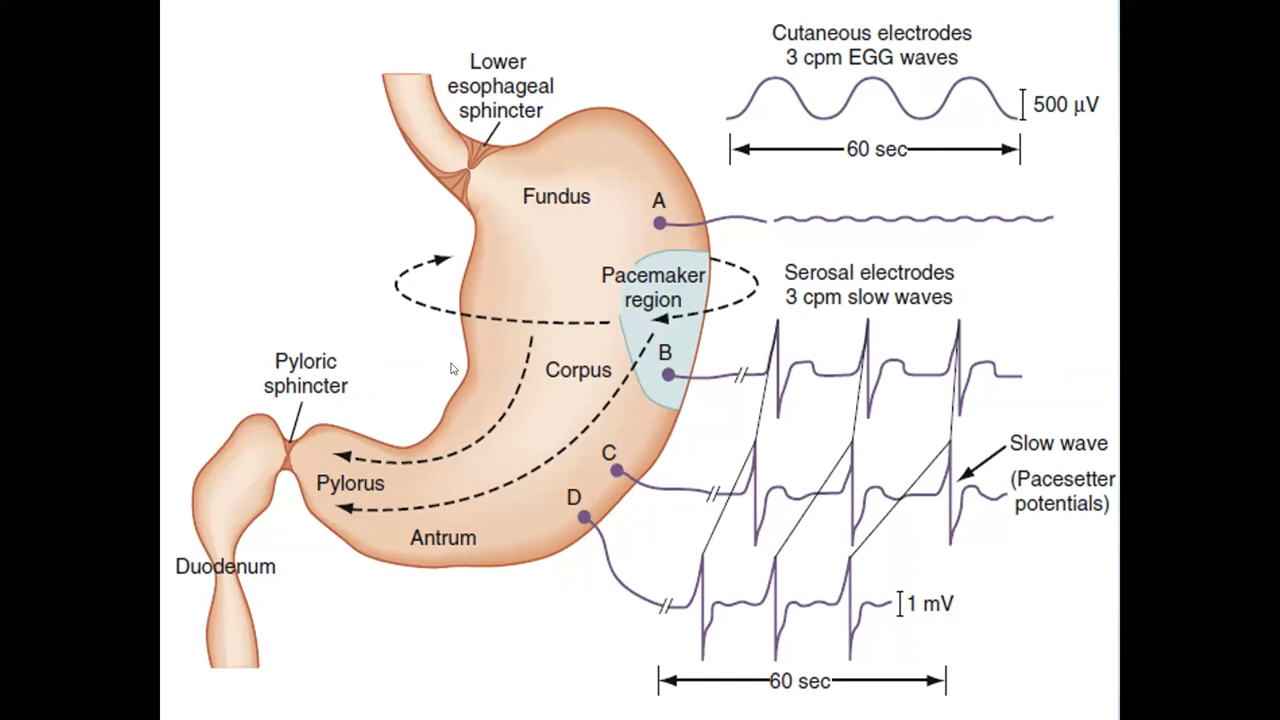 Cutaneous electrodes
3 cpm EGG waves
500 μV
60 sec
Lower
esophageal
sphincter
Fundus
A
Pacemaker
region
Serosal electrodes
3 cpm slow waves
B
Corpus
Pyloric
sphincter
Slow wave
(Pacesetter
potentials)
C
D
Pylorus
Antrum
Duodenum
1 mV
60 sec